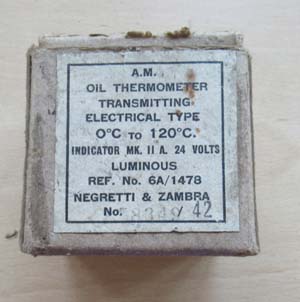 A.M.
OIL THERMOMETER
TRANSMITTING
ELECTRICAL TYPE
0°C TO 120°C.
INDICATOR MK. II A. 24 VOLTS
LUMINOUS
REF. No. 6A/1478
NEGRETTI & ZAMBRA
No. / 42